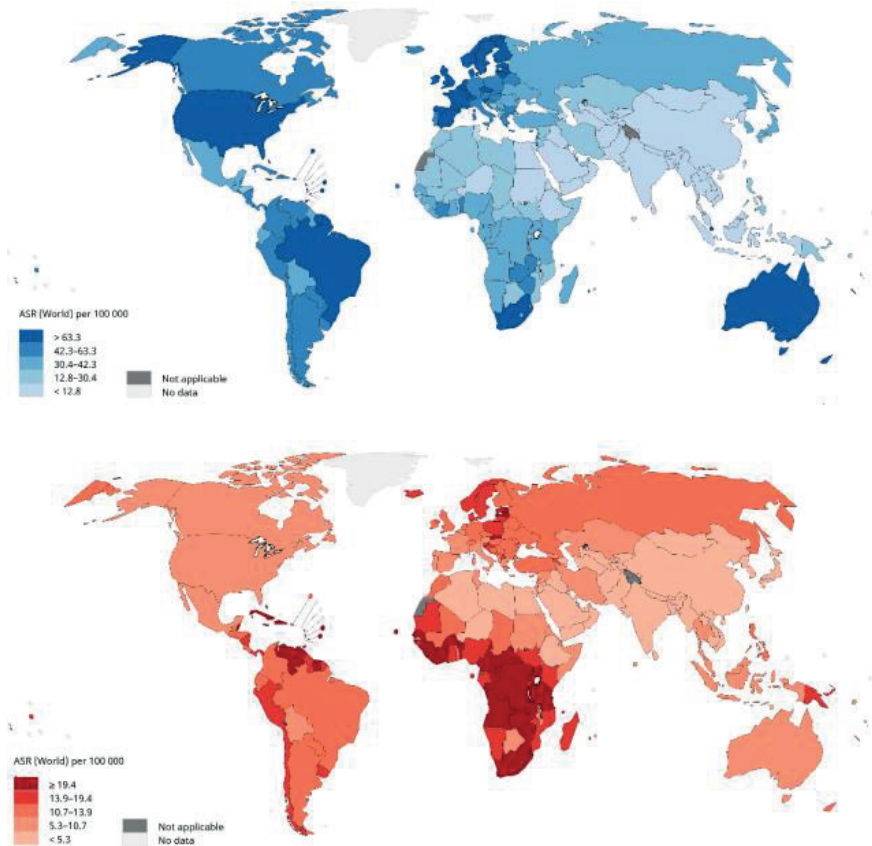 ASR (World) per 100 000
> 63.3
42.3–63.3
30.4–42.3
12.8–30.4
< 12.8
Not applicable
No data
ASR (World) per 100 000
≥ 19.4
13.9–19.4
10.7–13.9
5.3–10.7
< 5.3
Not applicable
No data